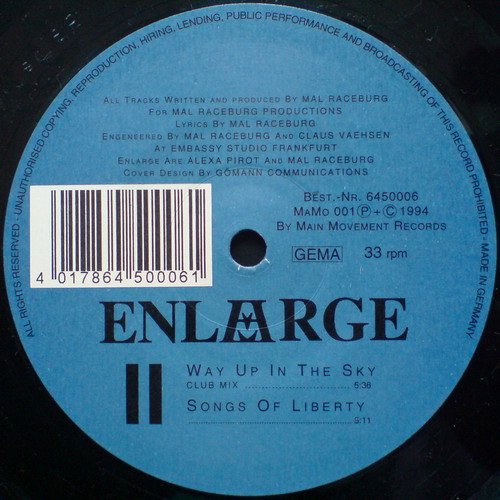 ALL RIGHTS RESERVED - UNAUTHORISED COPYING, REPRODUCTION, HIRING, LENDING, PUBLIC PERFORMANCE AND BROADCASTING OF THIS RECORD PROHIBITED - MADE IN GERMANY
ALL TRACKS WRITTEN AND PRODUCED BY MAL RACEBURG
FOR MAL RACEBURG PRODUCTIONS
LYRICS BY MAL RACEBURG
ENGENEERED BY MAL RACEBURG AND CLAUS VAEHSEN
AT EMBASSY STUDIO FRANKFURT
ENLARGE ARE ALEXA PIROT AND MAL RACEBURG
COVER DESIGN BY GÖMANN COMMUNICATIONS
BEST.-NR. 6450006
MAMO 001 Ⓟ + © 1994
BY MAIN MOVEMENT RECORDS
GEMA 33 rpm
4 017864 500061
ENLARGE
II
WAY UP IN THE SKY
CLUB MIX 5:36
SONGS OF LIBERTY
5:11